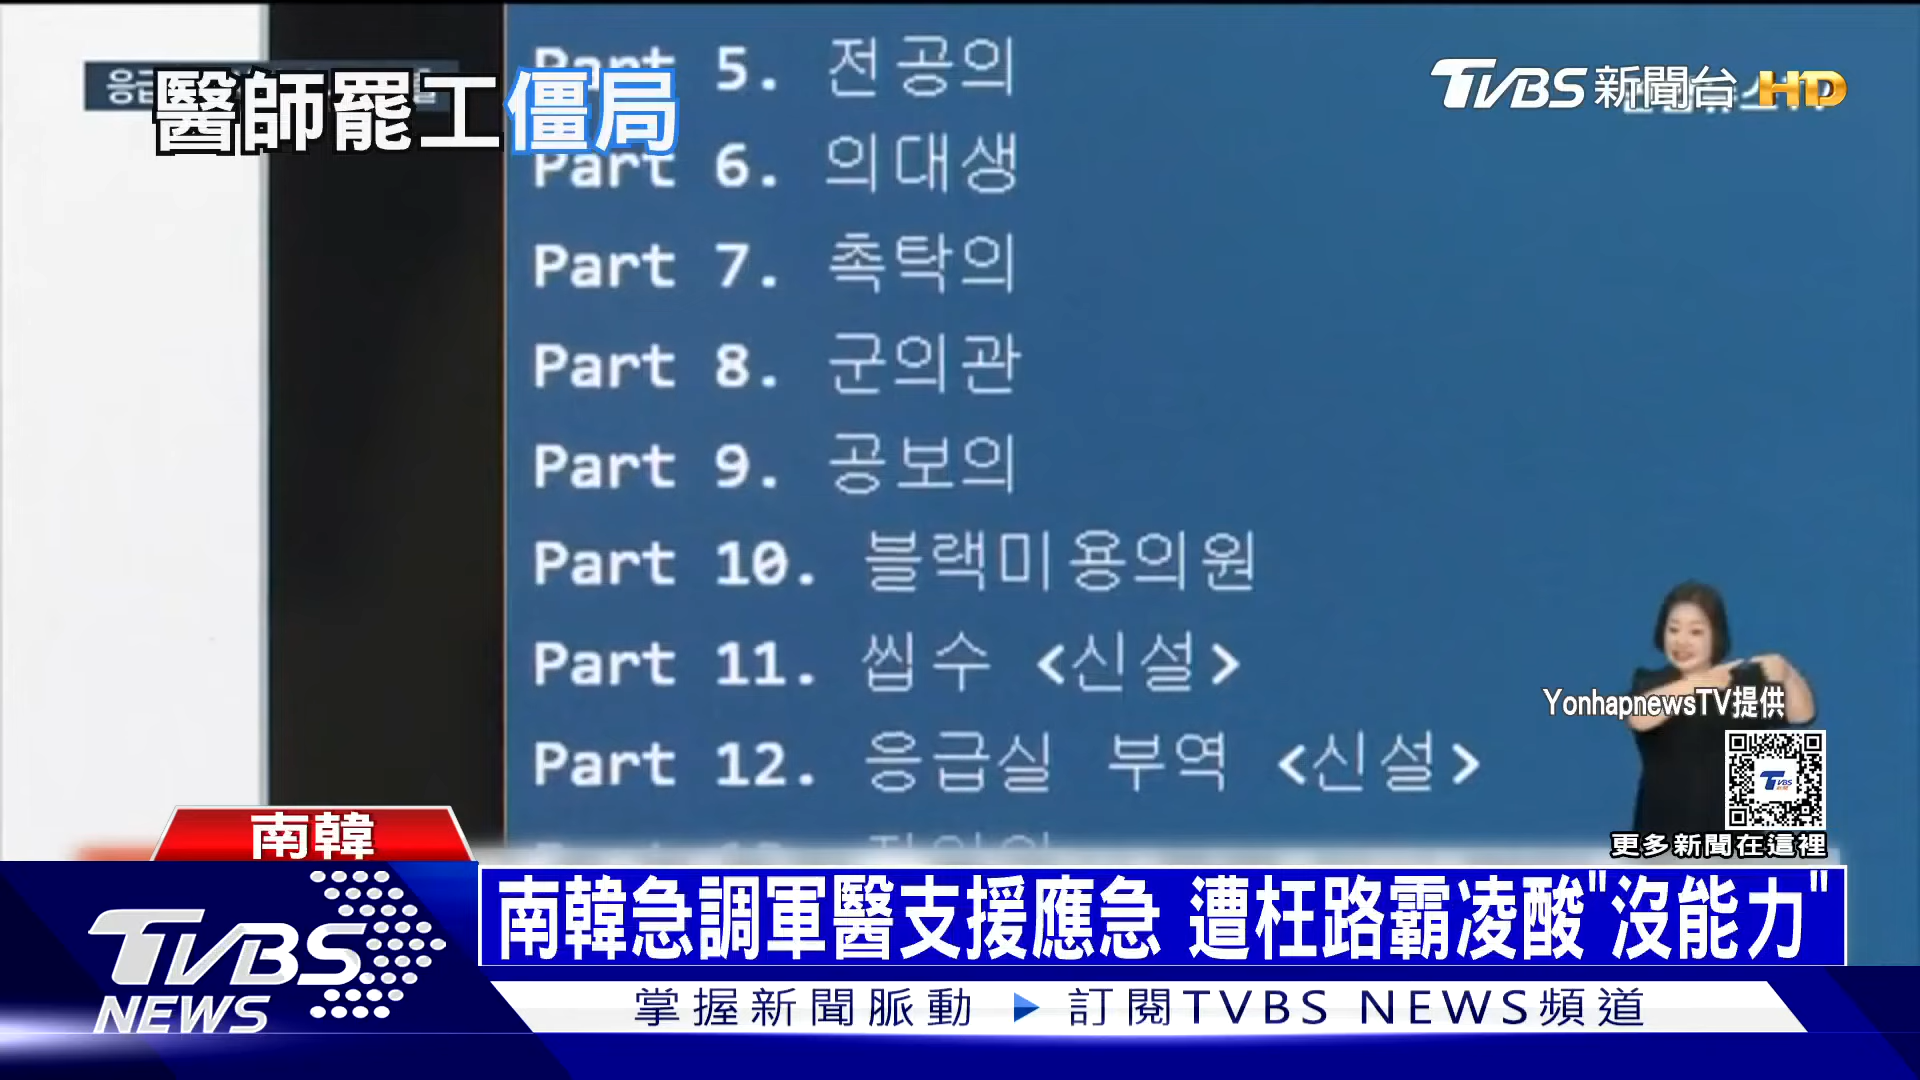 Part 5. 전공의
TVBS新聞台 HD
응급
醫師罷工僵局
Part 6. 의대생
Part 7. 촉탁의
Part 8. 군의관
Part 9. 공보의
Part 10. 블랙미용의원
Part 11. 씹수 <신설>
YonhapnewsTV提供
Part 12. 응급실 부역 <신설>
TVBS
更多新聞在這裡
南韓
南韓急調軍醫支援應急 遭枉路霸凌酸"沒能力"
TVBS
NEWS
掌握新聞脈動 ▶ 訂閱TVBS NEWS頻道